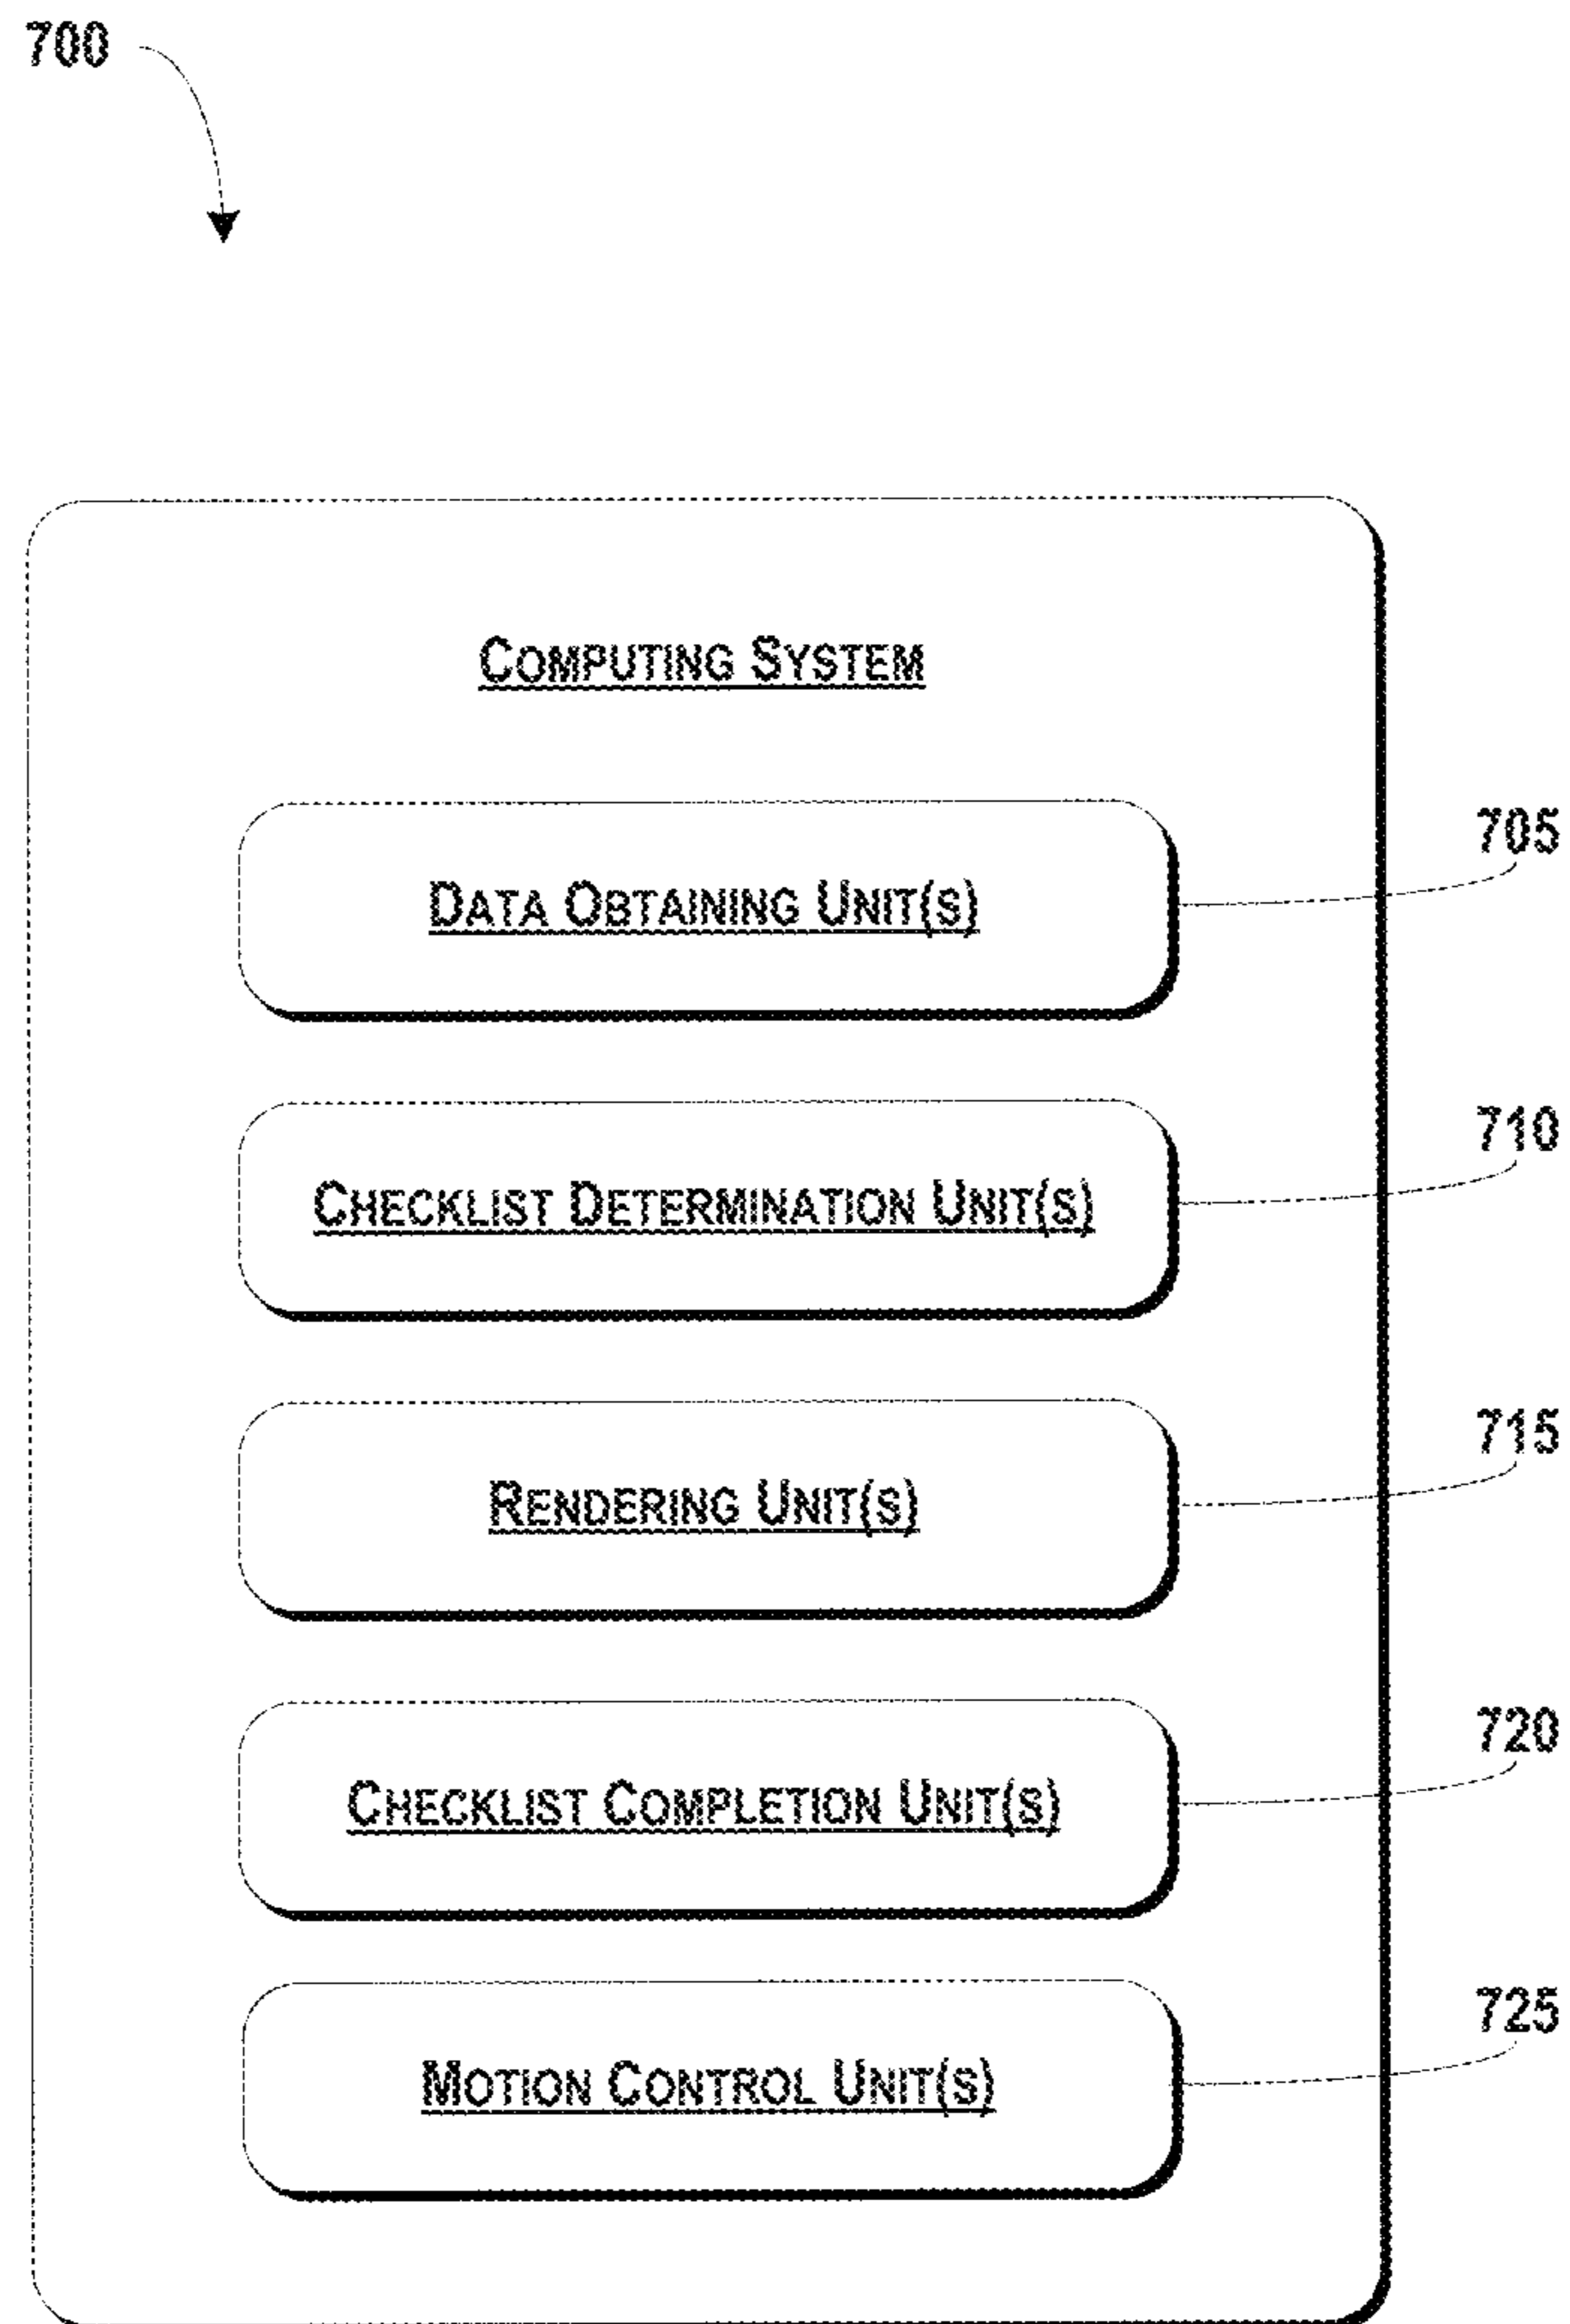 700
COMPUTING SYSTEM
DATA OBTAINING UNIT(S)
705
CHECKLIST DETERMINATION UNIT(S)
710
RENDERING UNIT(S)
715
CHECKLIST COMPLETION UNIT(S)
720
MOTION CONTROL UNIT(S)
725